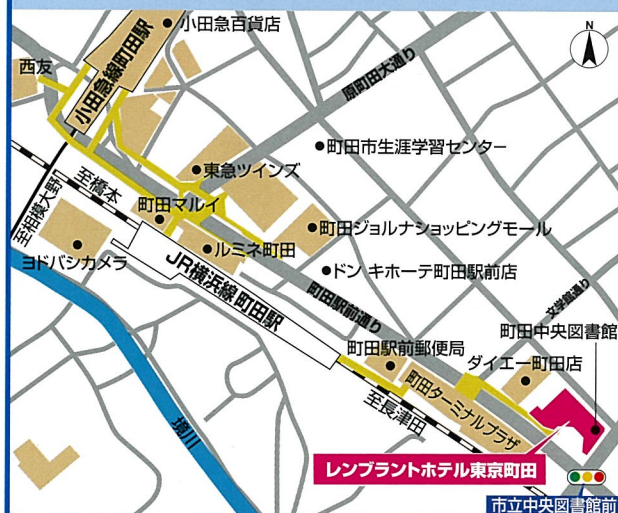 小田急百貨店
N
西友
小田急線町田駅
原町田大通り
町田市生涯学習センター
東急ツインズ
至橋本
至相模大野
町田マルイ
町田ジョルナショッピングモール
ルミネ町田
ヨドバシカメラ
JR横浜線 町田駅
ドン キホーテ町田駅前店
町田駅前通り
文学館通り
町田中央図書館
町田駅前郵便局
ダイエー町田店
町田ターミナルプラザ
至長津田
境川
レンブラントホテル東京町田
市立中央図書館前